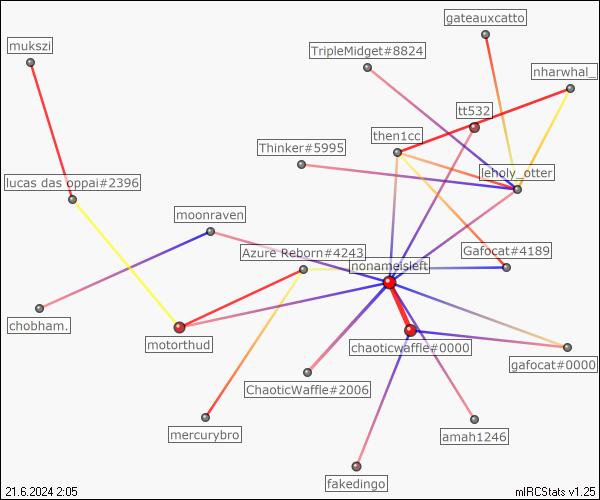 gateauxcatto
mukszi
TripleMidget#8824
nharwhal_
tt532
then1cc
Thinker#5995
leholy_otter
lucas das oppai#2396
moonraven
Azure Reborn#4243
Gafocat#4189
nonameisleft
chobham.
motorthud
chaoticwaffle#0000
gafocat#0000
ChaoticWaffle#2006
mercurybro
amah1246
fakedingo
21.6.2024 2:05
mIRCStats v1.25